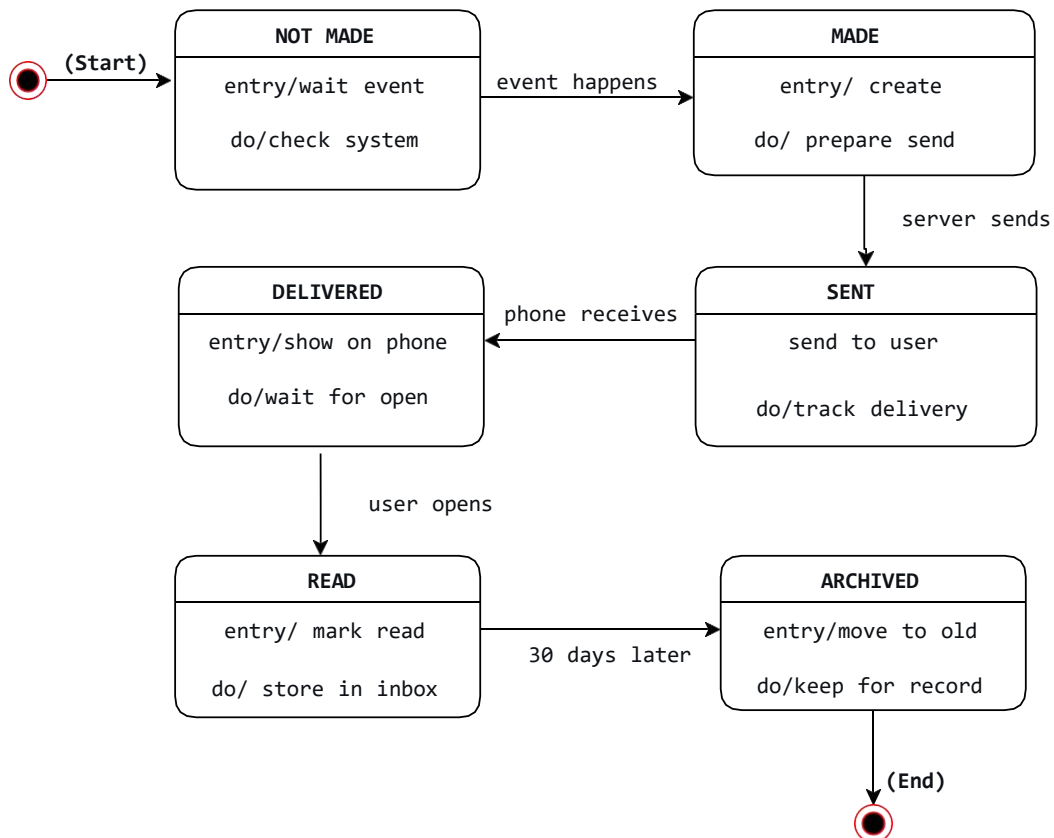 (Start)
NOT MADE
entry/wait event
do/check system
event happens
MADE
entry/ create
do/ prepare send
server sends
SENT
send to user
do/track delivery
phone receives
DELIVERED
entry/show on phone
do/wait for open
user opens
READ
entry/ mark read
do/ store in inbox
30 days later
ARCHIVED
entry/move to old
do/keep for record
(End)